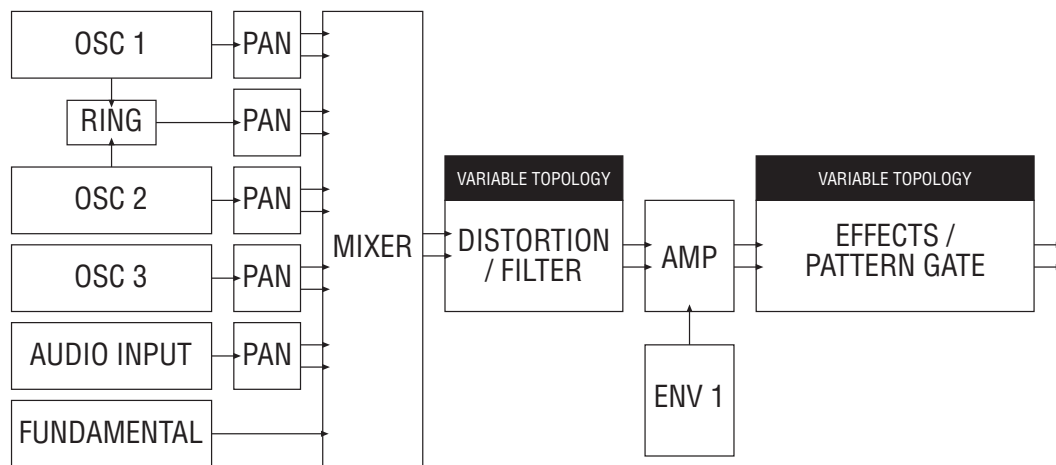 OSC 1
PAN
RING
PAN
OSC 2
PAN
OSC 3
PAN
AUDIO INPUT
PAN
FUNDAMENTAL
MIXER
VARIABLE TOPOLOGY
DISTORTION
/ FILTER
AMP
ENV 1
VARIABLE TOPOLOGY
EFFECTS /
PATTERN GATE